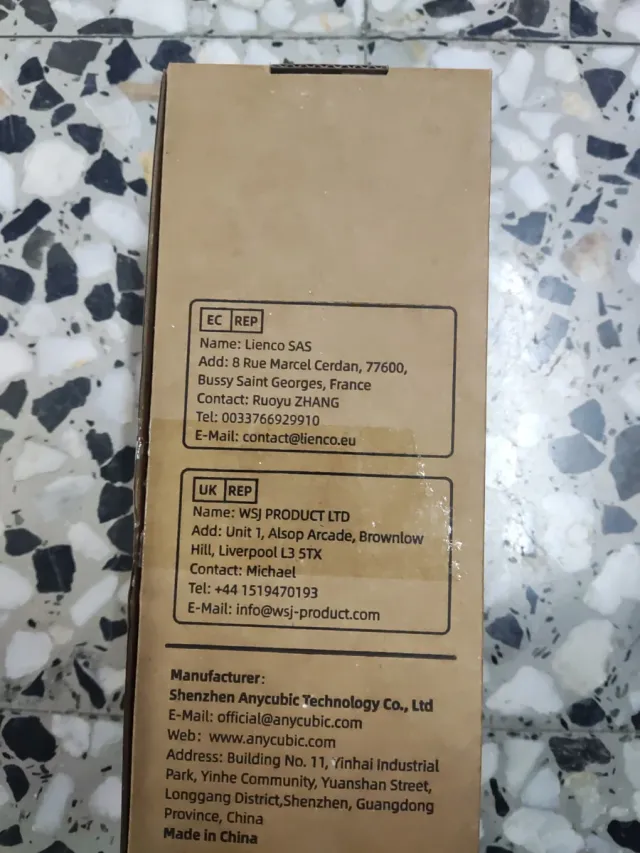 EC REP
Name: Lienco SAS
Add: 8 Rue Marcel Cerdan, 77600,
Bussy Saint Georges, France
Contact: Ruoyu ZHANG
Tel: 0033766929910
E-Mail: contact@lienco.eu
UK REP
Name: WSJ PRODUCT LTD
Add: Unit 1, Alsop Arcade, Brownlow
Hill, Liverpool L3 5TX
Contact: Michael
Tel: +44 1519470193
E-Mail: info@wsj-product.com
Manufacturer:
Shenzhen Anycubic Technology Co., Ltd
E-Mail: official@anycubic.com
Web: www.anycubic.com
Address: Building No. 11, Yinhai Industrial
Park, Yinhe Community, Yuanshan Street,
Longgang District,Shenzhen, Guangdong
Province, China
Made in China